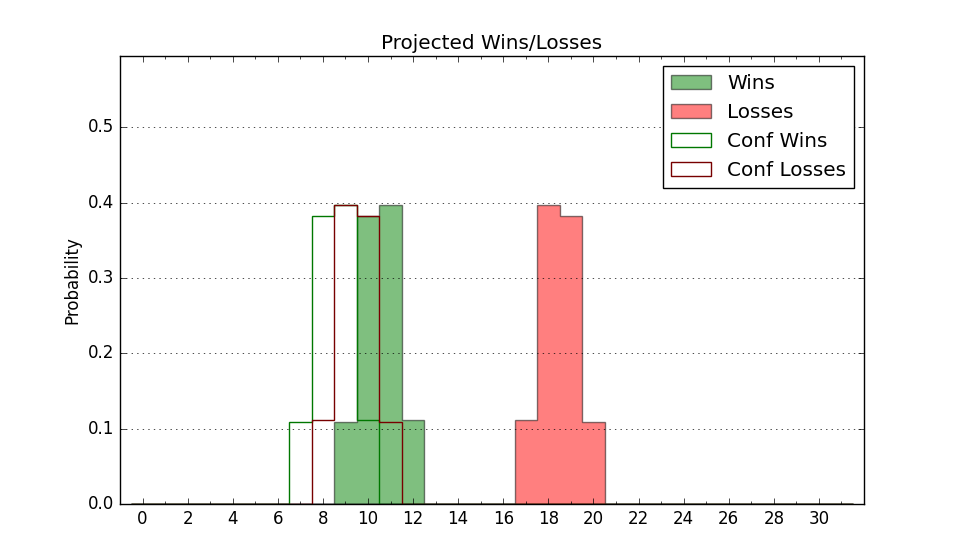 Projected Wins/Losses
Wins
Losses
Conf Wins
Conf Losses
Probability
0.5
0.4
0.3
0.2
0.1
0.0
0 2 4 6 8 10 12 14 16 18 20 22 24 26 28 30